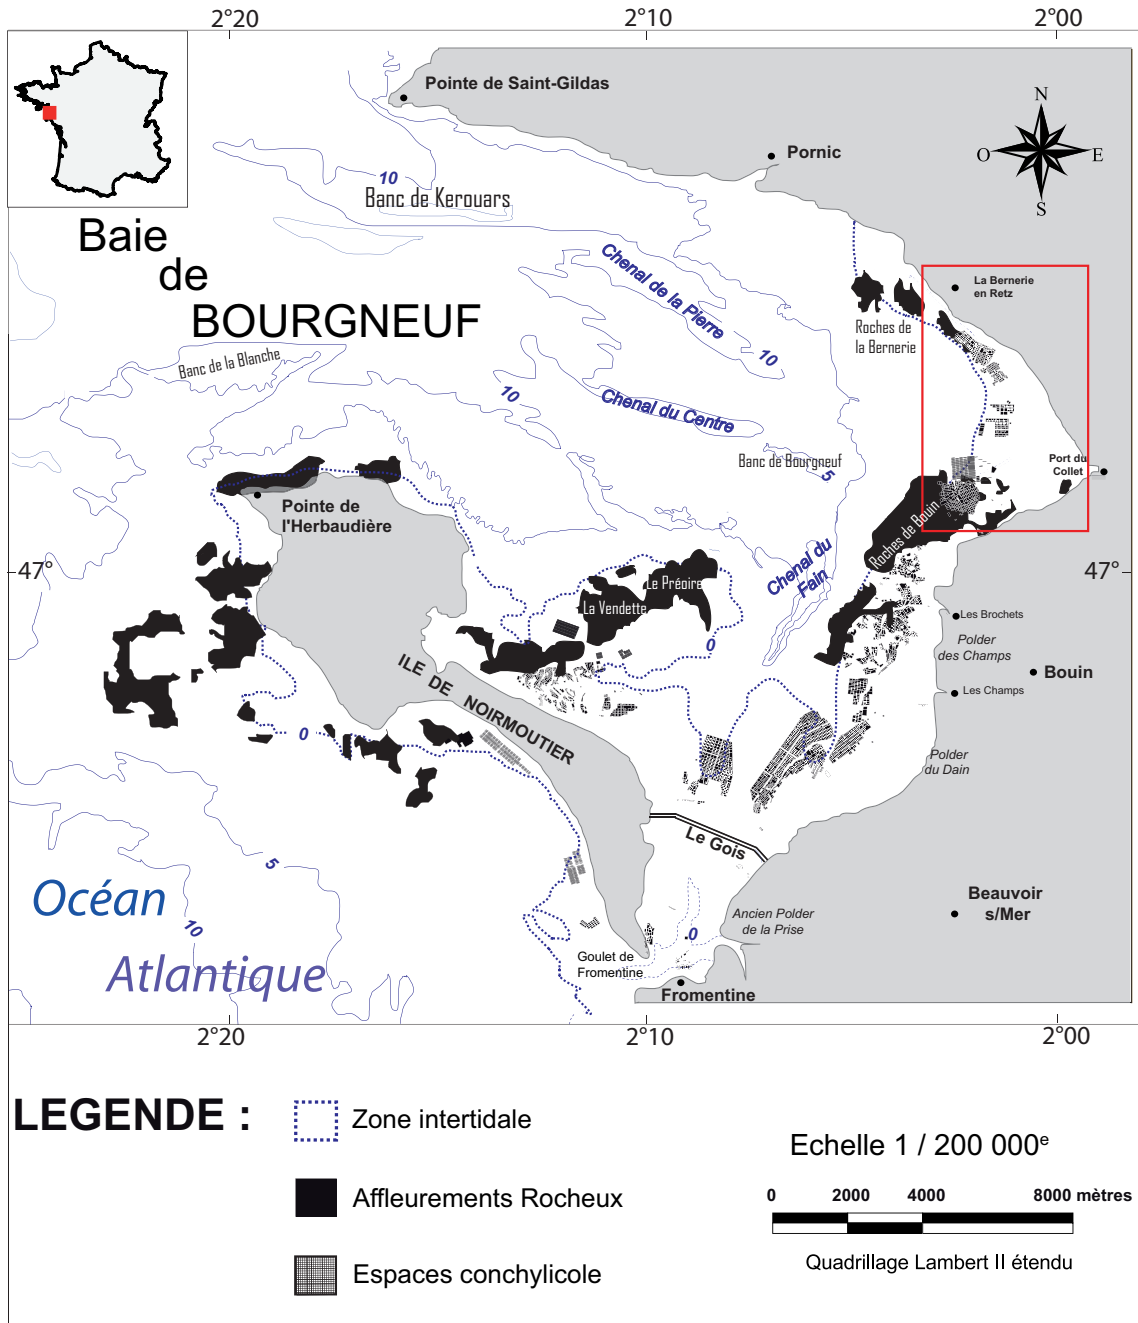 2°20
2°10
2°00
Pointe de Saint-Gildas
Pornic
N
O
E
S
10
Banc de Kerouars
Baie
de
BOURGNEUF
Chenal de la Pierre
10
La Bernerie
en Retz
Roches de
la Bernerie
Banc de la Blanche
10
Chenal du Centre
Banc de Bourgneuf
5
Port du
Collet
Pointe de
l'Herbaudière
Roches de Bouin
47°
47°
Chenal du
Fain
Le Préoire
La Vendette
0
Les Brochets
Polder
des Champs
Bouin
Les Champs
ILE DE NOIRMOUTIER
0
Polder
du Dain
Le Gois
5
10
Océan
Atlantique
Beauvoir
s/Mer
Ancien Polder
de la Prise
0
Goulet de
Fromentine
Fromentine
2°20
2°10
2°00
LEGENDE :
Zone intertidale
Affleurements Rocheux
Espaces conchylicole
Echelle 1 / 200 000e
0 2000 4000 8000 mètres
Quadrillage Lambert II étendu